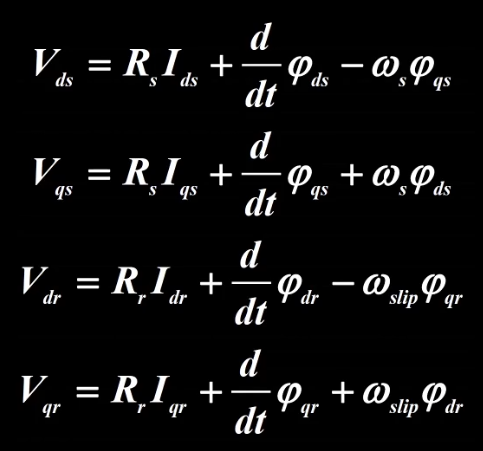 V_ds = R_s I_ds + d/dt φ_ds − ω_s φ_qs
V_qs = R_s I_qs + d/dt φ_qs + ω_s φ_ds
V_dr = R_r I_dr + d/dt φ_dr − ω_slip φ_qr
V_qr = R_r I_qr + d/dt φ_qr + ω_slip φ_dr